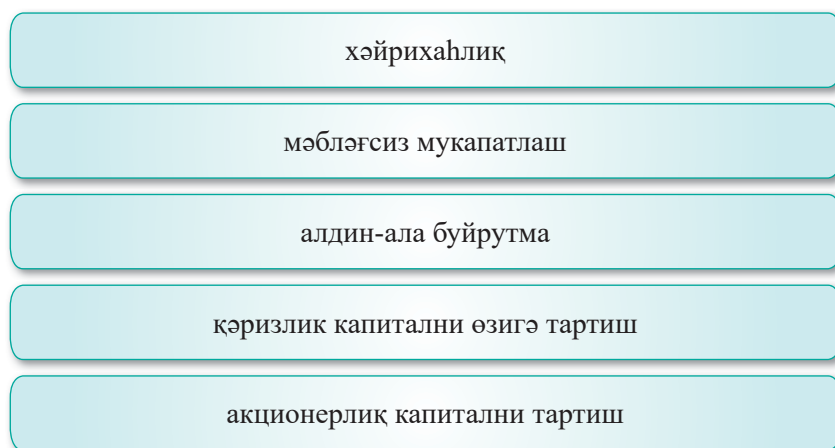 хәйрихаһлиқ
мәбләғсиз мукапатлаш
алдин-ала буйрутма
қәризлик капитални өзигә тартиш
акционерлиқ капитални тартиш